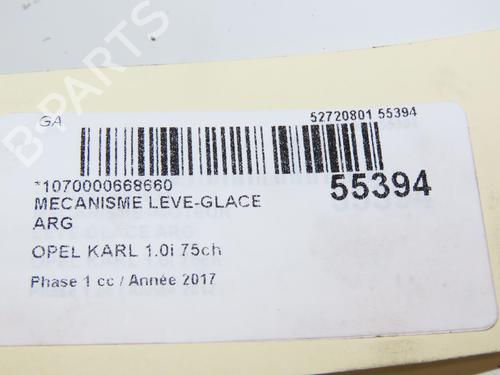 GA
52720801 55394
*1070000668660
55394
MECANISME LEVE-GLACE
ARG
OPEL KARL 1.0i 75ch
Phase 1 cc / Année 2017
B-PARTS